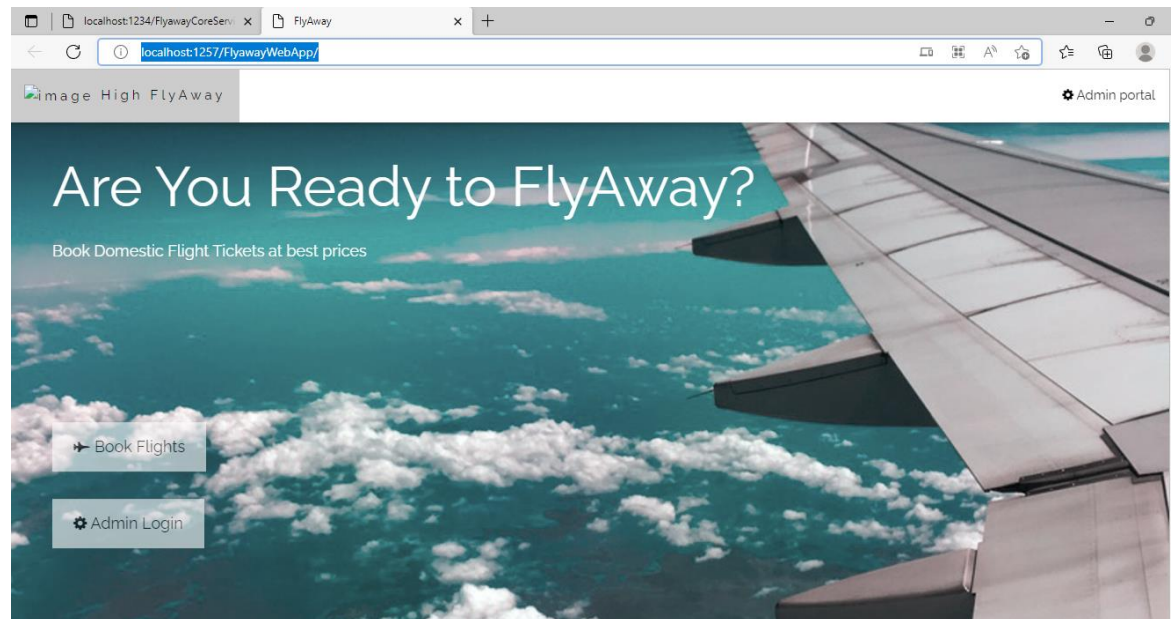 localhost:1234/FlyawayCoreServi
FlyAway
localhost:1257/FlyawayWebApp/
image High FlyAway
Admin portal
Are You Ready to FlyAway?
Book Domestic Flight Tickets at best prices
Book Flights
Admin Login